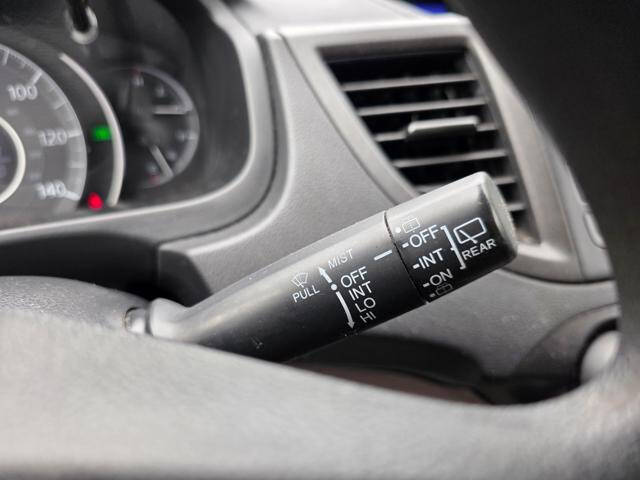 100
120
140
MIST
PULL
OFF
INT
LO
HI
OFF
INT
ON
REAR